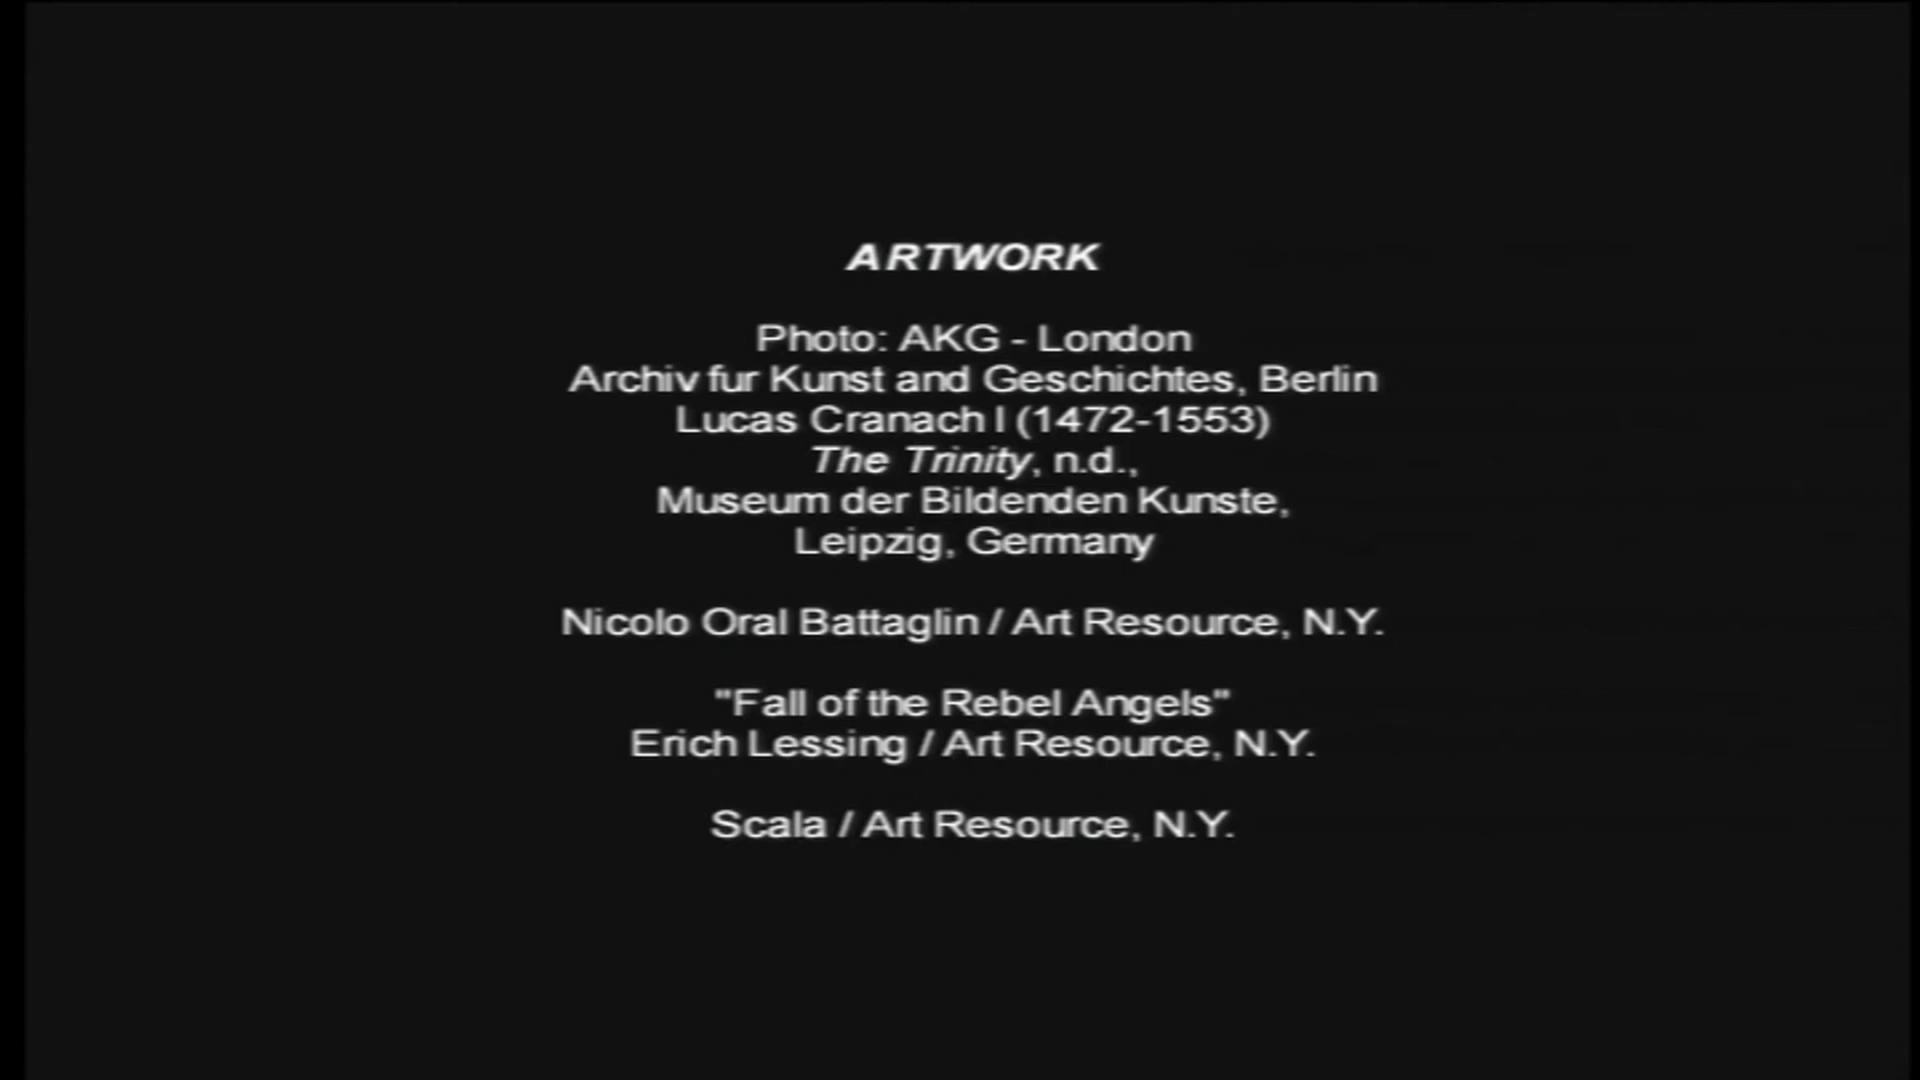 ARTWORK
Photo: AKG - London
Archiv fur Kunst and Geschichtes, Berlin
Lucas Cranach I (1472-1553)
The Trinity, n.d.,
Museum der Bildenden Kunste,
Leipzig, Germany
Nicolo Oral Battaglin / Art Resource, N.Y.
"Fall of the Rebel Angels"
Erich Lessing / Art Resource, N.Y.
Scala / Art Resource, N.Y.